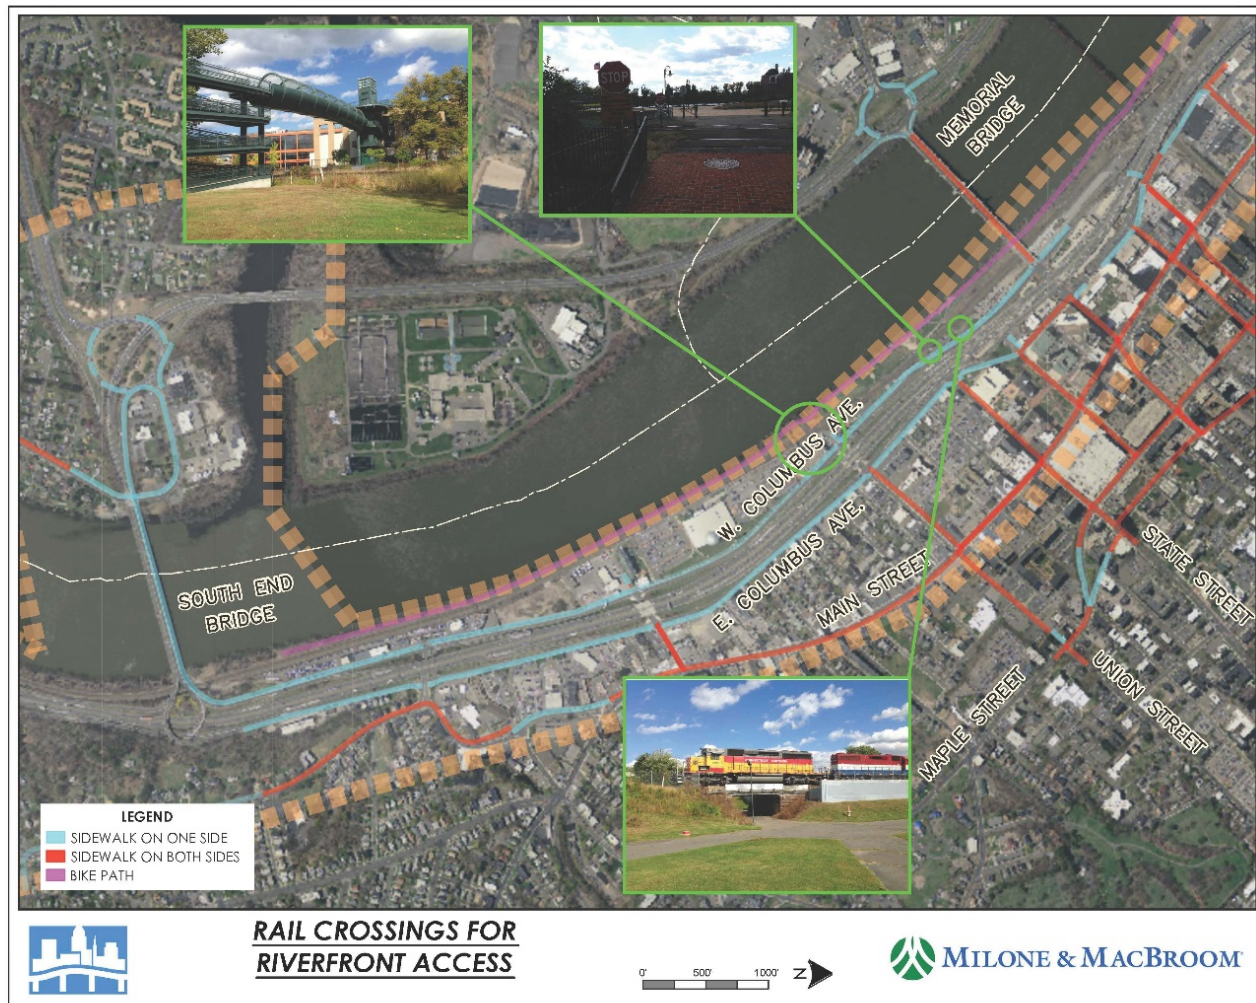 STOP
MEMORIAL
BRIDGE
W. COLUMBUS AVE.
E. COLUMBUS AVE.
SOUTH END
BRIDGE
MAIN STREET
STATE STREET
UNION STREET
MAPLE STREET
LEGEND
SIDEWALK ON ONE SIDE
SIDEWALK ON BOTH SIDES
BIKE PATH
RAIL CROSSINGS FOR
RIVERFRONT ACCESS
0' 500' 1000'
N
MILONE & MACBROOM